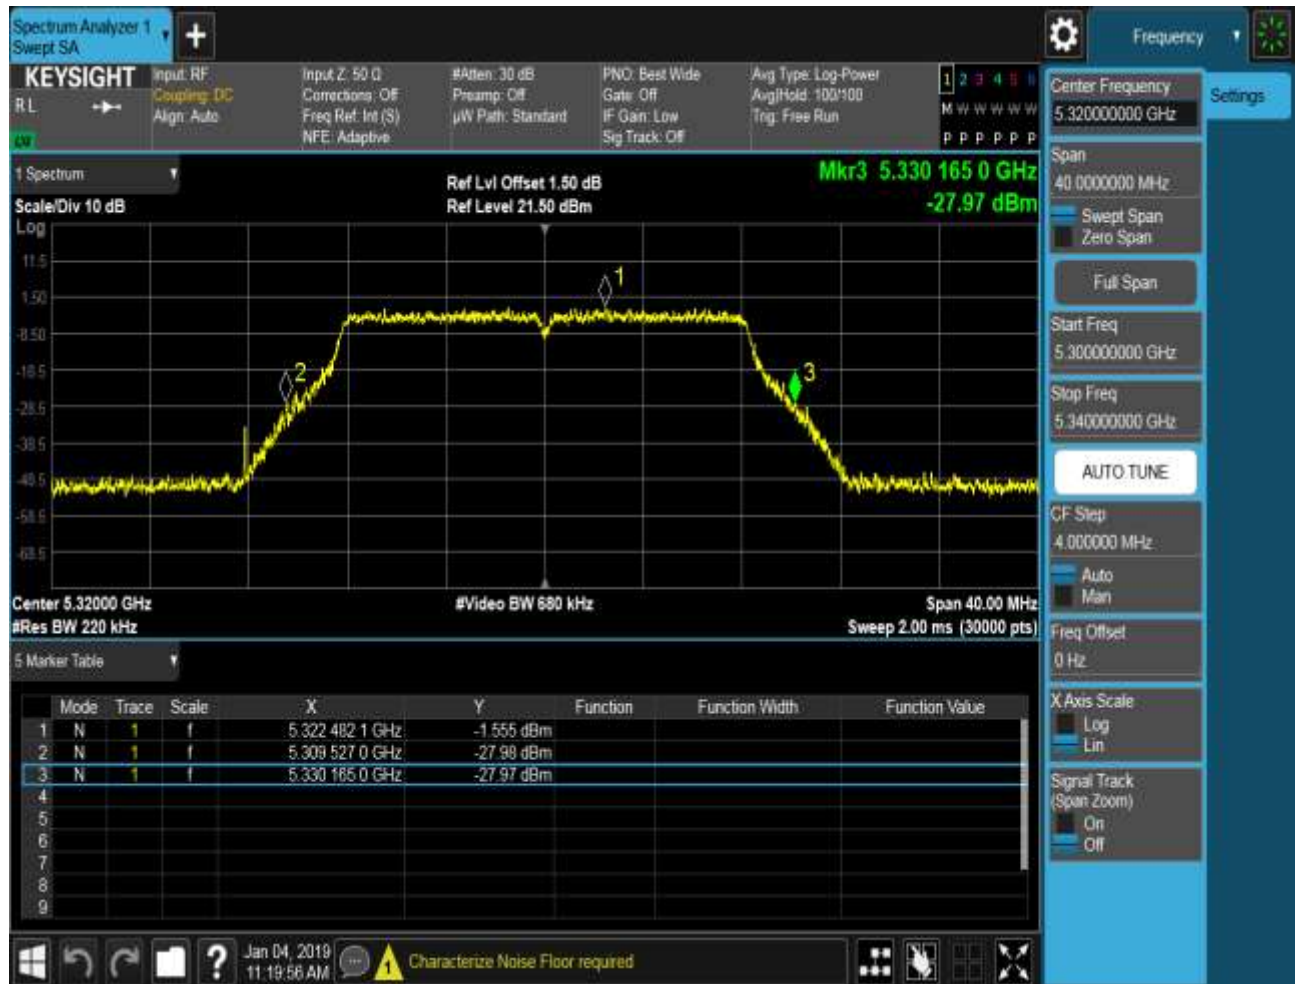 Spectrum Analyzer 1
Swept SA
Frequency
KEYSIGHT
R L
Input: RF
Coupling: DC
Align: Auto
Input Z: 50 Ω
Corrections: Off
Freq Ref: Int (S)
NFE: Adaptive
#Atten: 30 dB
Preamp: Off
µW Path: Standard
PNO: Best Wide
Gate: Off
IF Gain: Low
Sig Track: Off
Avg Type: Log-Power
Avg|Hold: 100/100
Trig: Free Run
1 2 3 4 5 6
M W W W W W
P P P P P P
1 Spectrum
Scale/Div 10 dB
Log
Ref Lvl Offset 1.50 dB
Ref Level 21.50 dBm
Mkr3 5.330 165 0 GHz
-27.97 dBm
11.5
1.50
-8.50
-18.5
-28.5
-38.5
-48.5
-58.5
-68.5
1
2
3
Center 5.32000 GHz
#Res BW 220 kHz
#Video BW 680 kHz
Span 40.00 MHz
Sweep 2.00 ms (30000 pts)
5 Marker Table
Mode Trace Scale X Y Function Function Width Function Value
1 N 1 f 5.322 482 1 GHz -1.555 dBm
2 N 1 f 5.309 527 0 GHz -27.98 dBm
3 N 1 f 5.330 165 0 GHz -27.97 dBm
4
5
6
7
8
9
Jan 04, 2019
11:19:56 AM
?
1
Characterize Noise Floor required
Center Frequency
5.320000000 GHz
Settings
Span
40.0000000 MHz
Swept Span
Zero Span
Full Span
Start Freq
5.300000000 GHz
Stop Freq
5.340000000 GHz
AUTO TUNE
CF Step
4.000000 MHz
Auto
Man
Freq Offset
0 Hz
X Axis Scale
Log
Lin
Signal Track
(Span Zoom)
On
Off